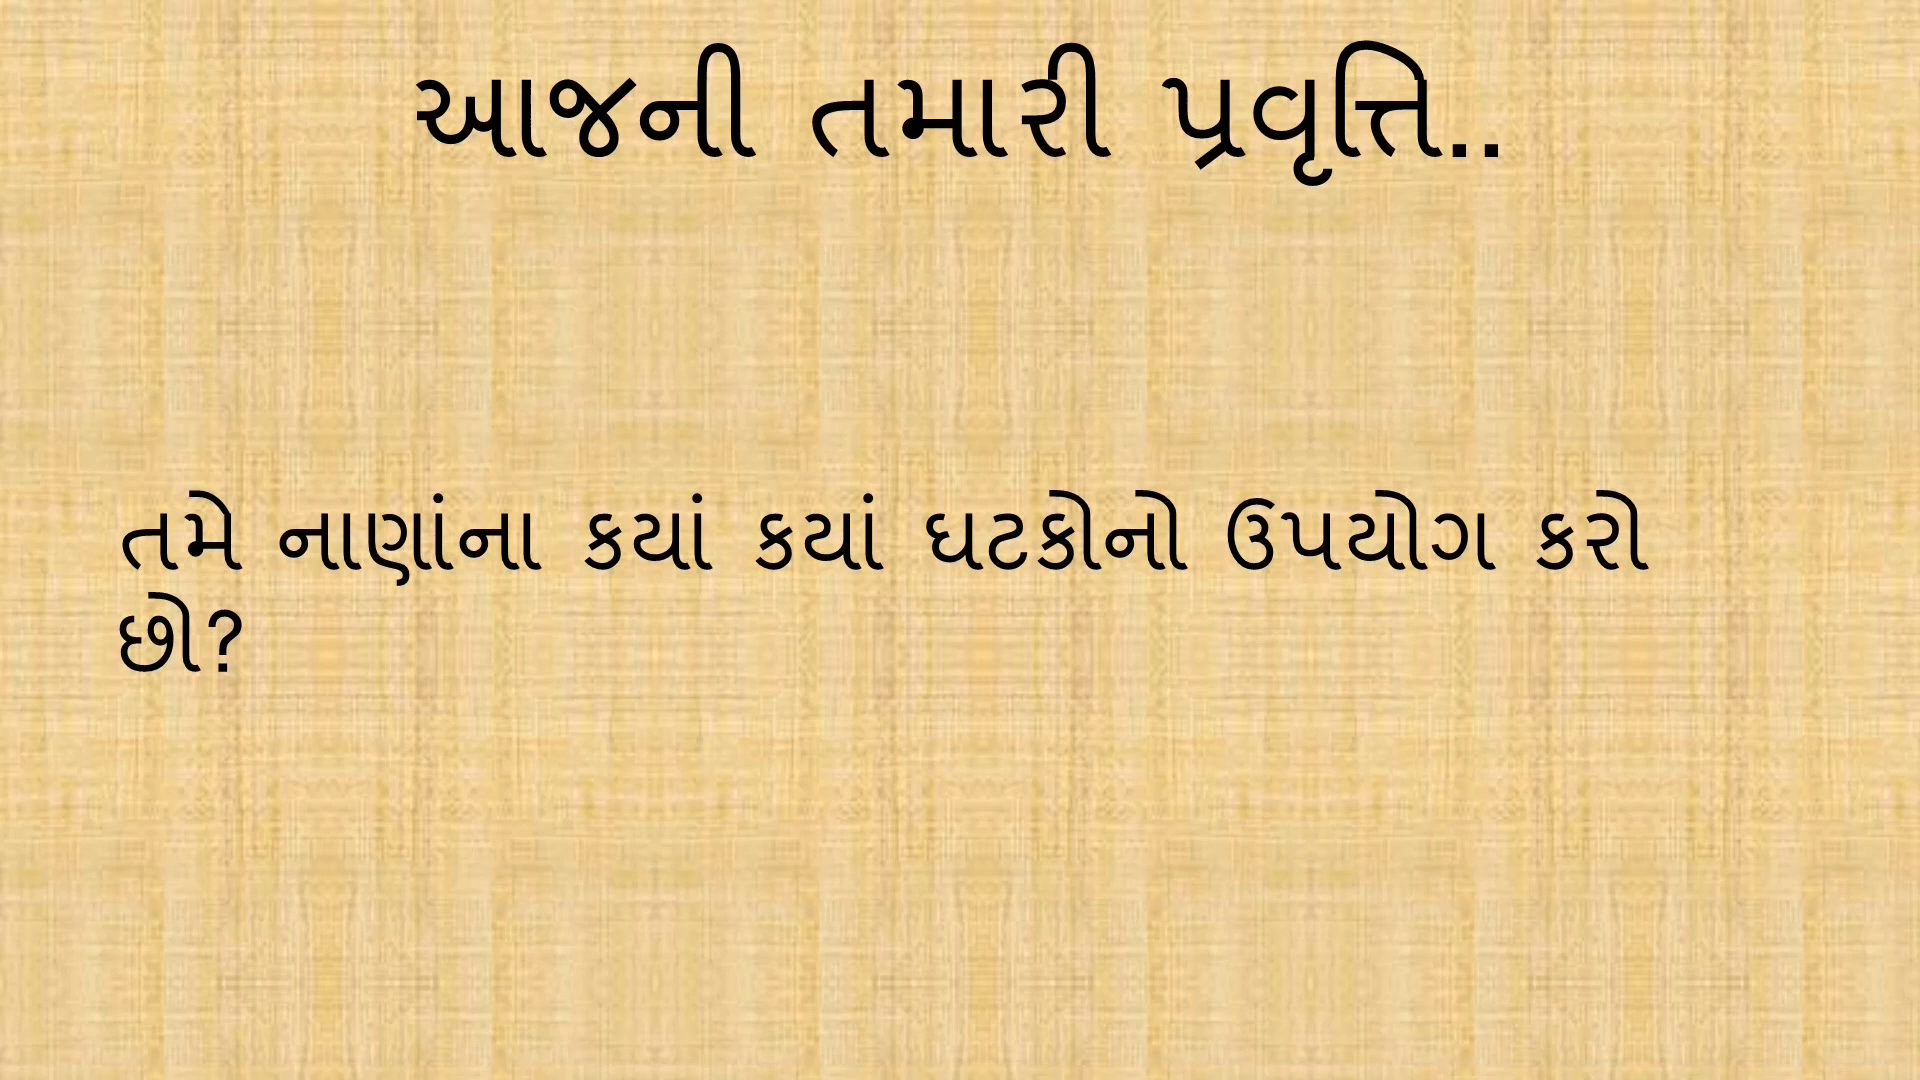 આજની તમારી પ્રવૃત્તિ..
તમે નાણાંના કયાં કયાં ઘટકોનો ઉપયોગ કરો
છો?